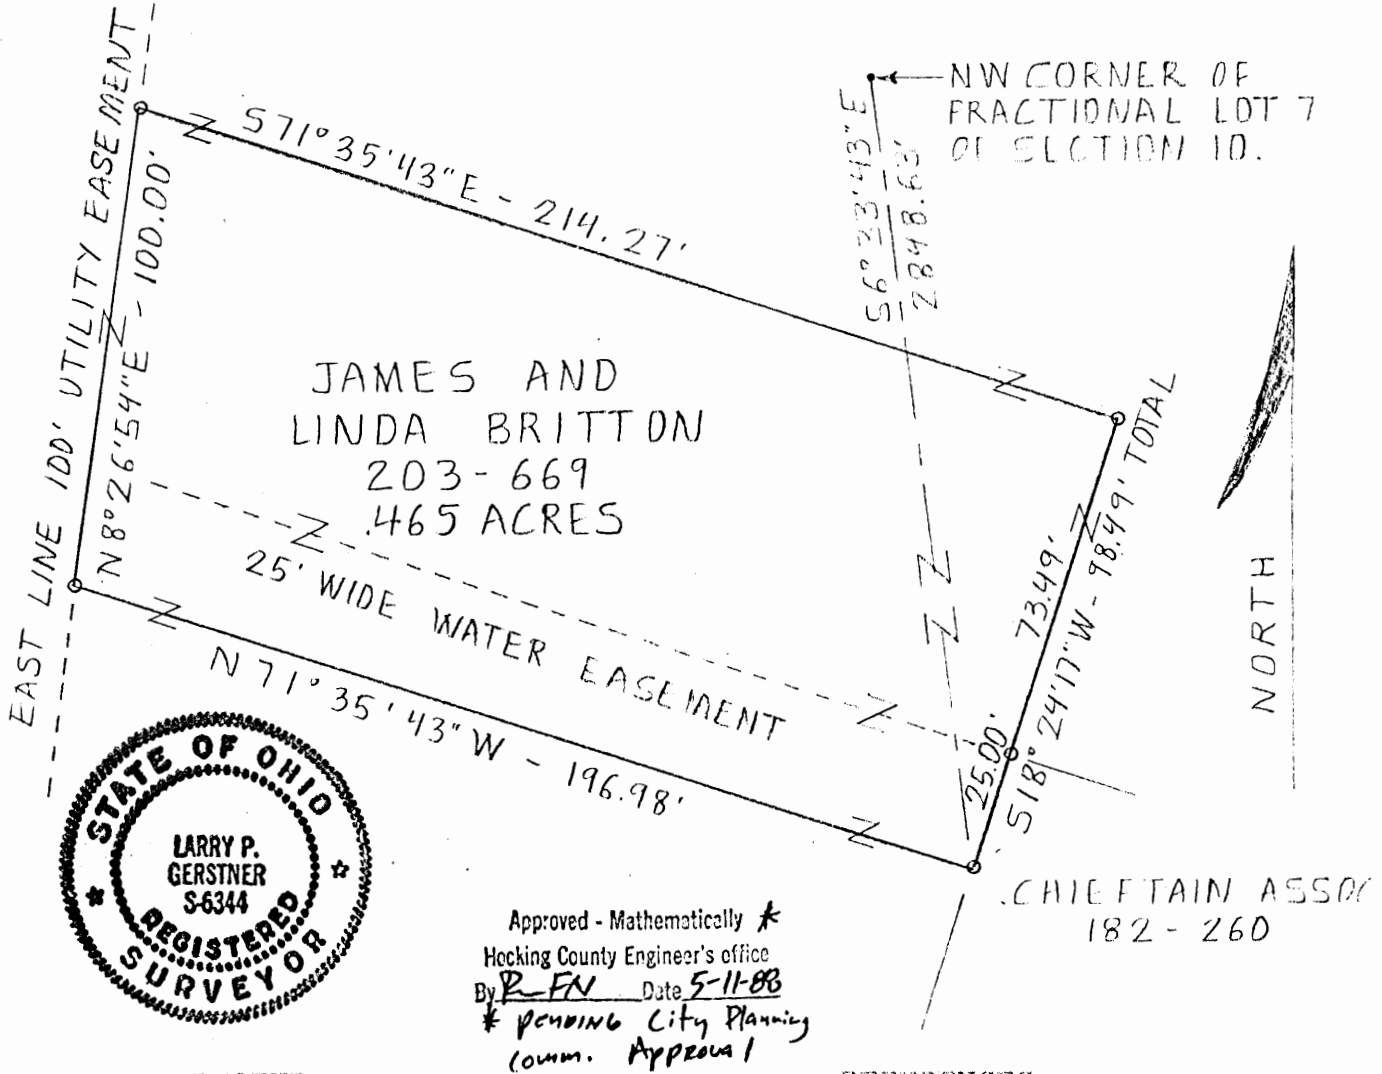 NW CORNER OF
FRACTIONAL LOT 7
OF SECTION 10.
S 71° 35' 43" E - 214.27'
S6° 23' 43" E
2848.63'
EAST LINE 100' UTILITY EASEMENT
N8° 26' 54" E - 100.00'
JAMES AND
LINDA BRITTON
203 - 669
.465 ACRES
25' WIDE WATER EASEMENT
N 71° 35' 43" W - 196.98'
73.49'
25.00'
S18° 24' 17" W - 98.49' TOTAL
NORTH
STATE OF OHIO
LARRY P.
GERSTNER
S-6344
REGISTERED
SURVEYOR
CHIEFTAIN ASSOC
182 - 260
Approved - Mathematically *
Hocking County Engineer's office
By Date 5-11-88
* PENDING City Planning
Comm. Approval